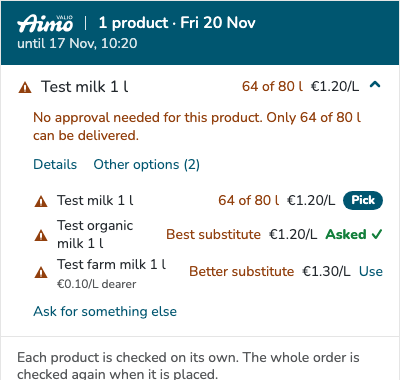 VALIO
Aimo | 1 product · Fri 20 Nov
until 17 Nov, 10:20
Test milk 1 l 64 of 80 l €1.20/L
No approval needed for this product. Only 64 of 80 l
can be delivered.
Details Other options (2)
Test milk 1 l 64 of 80 l €1.20/L Pick
Test organic
milk 1 l Best substitute €1.20/L Asked ✓
Test farm milk 1 l Better substitute €1.30/L Use
€0.10/L dearer
Ask for something else
Each product is checked on its own. The whole order is
checked again when it is placed.